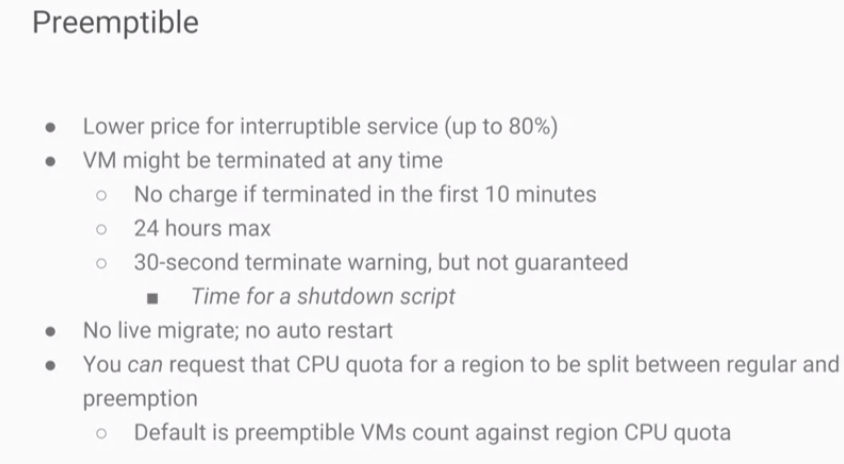 Preemptible
● Lower price for interruptible service (up to 80%)
● VM might be terminated at any time
○ No charge if terminated in the first 10 minutes
○ 24 hours max
○ 30-second terminate warning, but not guaranteed
■ Time for a shutdown script
● No live migrate; no auto restart
● You can request that CPU quota for a region to be split between regular and
preemption
○ Default is preemptible VMs count against region CPU quota